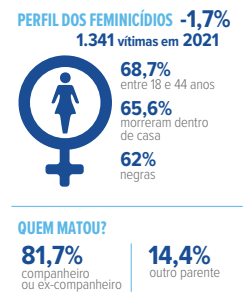 PERFIL DOS FEMINICÍDIOS -1,7%
1.341 vítimas em 2021
68,7%
entre 18 e 44 anos
65,6%
morreram dentro
de casa
62%
negras
QUEM MATOU?
81,7%
companheiro
ou ex-companheiro
14,4%
outro parente